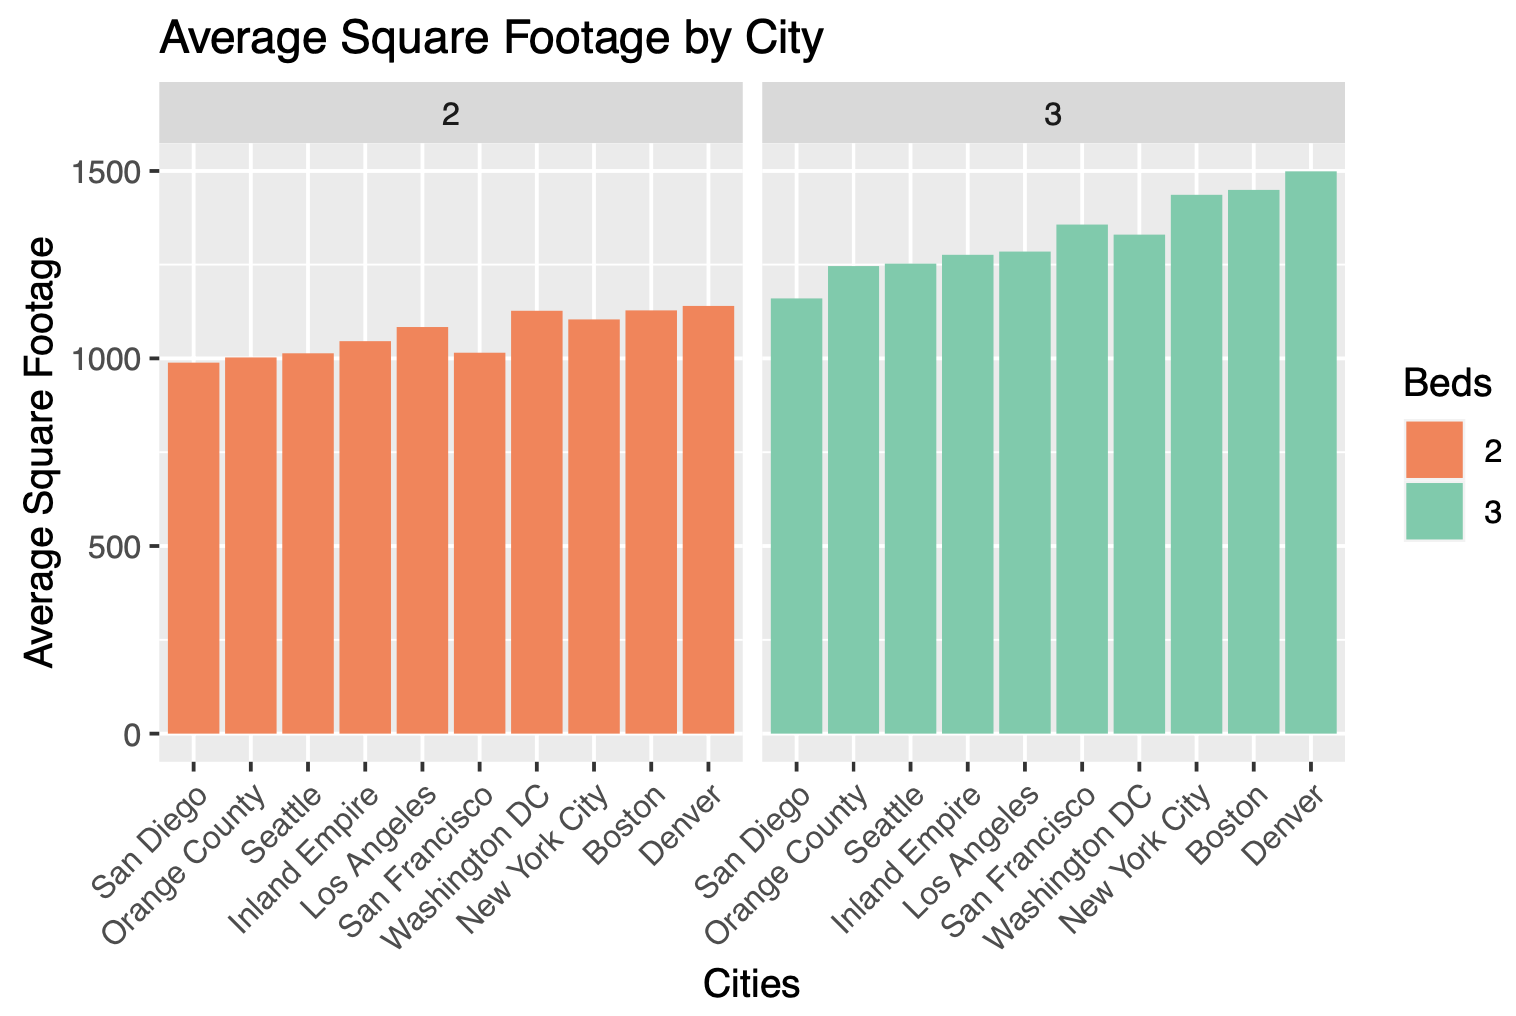 Average Square Footage by City
2
3
Average Square Footage
1500
1000
500
0
San Diego
Orange County
Seattle
Inland Empire
Los Angeles
San Francisco
Washington DC
New York City
Boston
Denver
San Diego
Orange County
Seattle
Inland Empire
Los Angeles
San Francisco
Washington DC
New York City
Boston
Denver
Cities
Beds
2
3